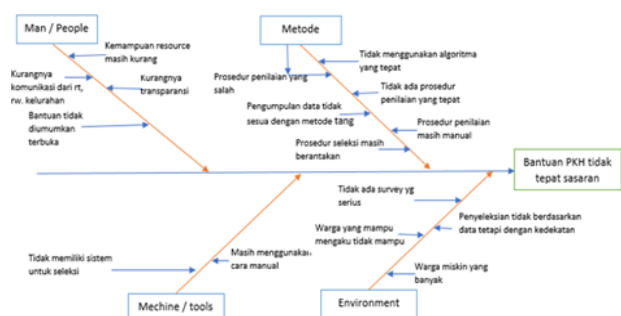 Man / People
Kemampuan resource
masih kurang
Kurangnya
komunikasi dari rt,
rw. kelurahan
Kurangnya
transparansi
Bantuan tidak
diumumkan
terbuka
Metode
Tidak menggunakan algoritma
yang tepat
Prosedur penilaian yang
salah
Tidak ada prosedur
penilaian yang tepat
Pengumpulan data tidak
sesua dengan metode tang
Prosedur penilaian
masih manual
Prosedur seleksi masih
berantakan
Bantuan PKH tidak
tepat sasaran
Tidak ada survey yg
serius
Penyeleksian tidak berdasarkan
data tetapi dengan kedekatan
Warga yang mampu
mengaku tidak mampu
Warga miskin yang
banyak
Environment
Tidak memiliki sistem
untuk seleksi
Masih menggunakan
cara manual
Mechine / tools